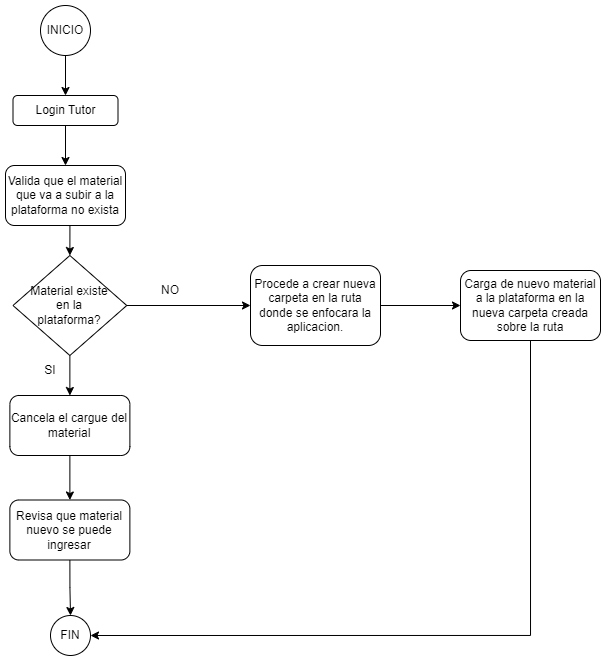 INICIO
Login Tutor
Valida que el material
que va a subir a la
plataforma no exista
Material existe
en la
plataforma?
NO
Procede a crear nueva
carpeta en la ruta
donde se enfocara la
aplicacion.
Carga de nuevo material
a la plataforma en la
nueva carpeta creada
sobre la ruta
SI
Cancela el cargue del
material
Revisa que material
nuevo se puede
ingresar
FIN